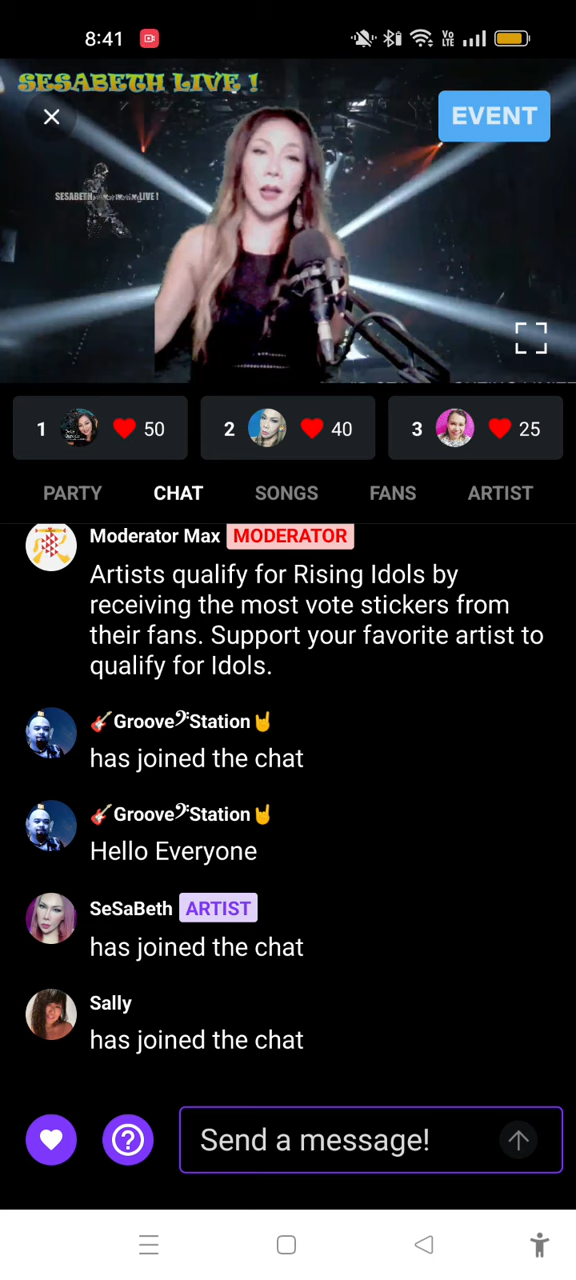 8:41
VO
LTE
SESABETH LIVE !
EVENT
1 50
2 40
3 25
PARTY
CHAT
SONGS
FANS
ARTIST
Moderator Max MODERATOR
Artists qualify for Rising Idols by
receiving the most vote stickers from
their fans. Support your favorite artist to
qualify for Idols.
🎸Groove𝄢Station🤘
has joined the chat
🎸Groove𝄢Station🤘
Hello Everyone
SeSaBeth ARTIST
has joined the chat
Sally
has joined the chat
Send a message!